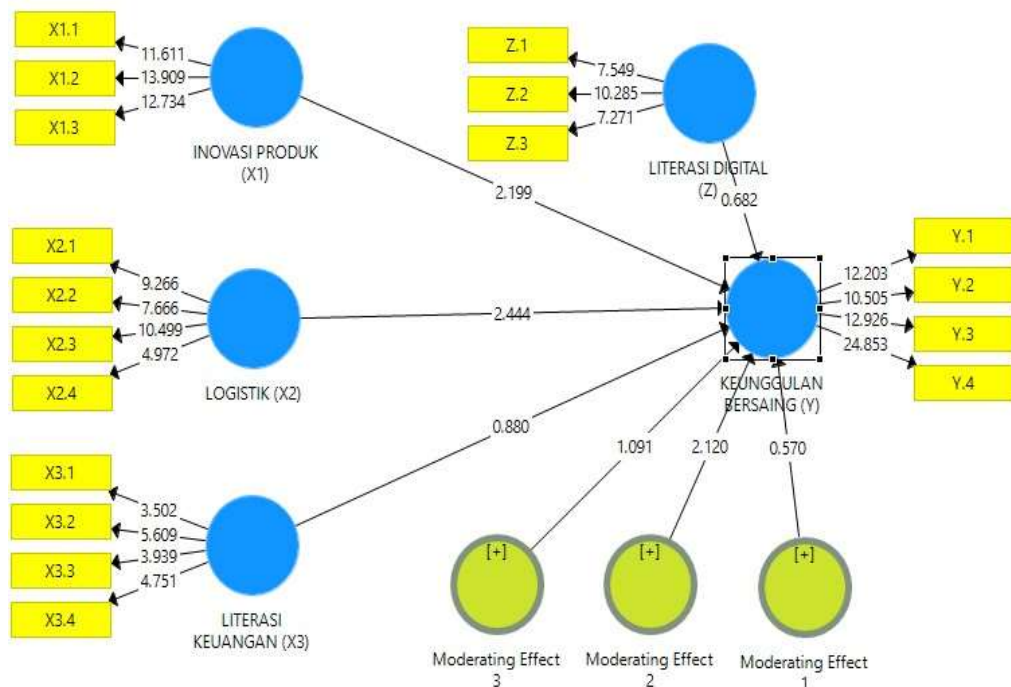 X1.1
X1.2
X1.3
11.611
13.909
12.734
INOVASI PRODUK
(X1)
Z.1
Z.2
Z.3
7.549
10.285
7.271
LITERASI DIGITAL
(Z)
2.199
0.682
X2.1
X2.2
X2.3
X2.4
9.266
7.666
10.499
4.972
LOGISTIK (X2)
2.444
Y.1
Y.2
Y.3
Y.4
12.203
10.505
12.926
24.853
KEUNGGULAN
BERSAING (Y)
0.880
1.091
2.120
0.570
X3.1
X3.2
X3.3
X3.4
3.502
5.609
3.939
4.751
LITERASI
KEUANGAN (X3)
[+]
[+]
[+]
Moderating Effect
3
Moderating Effect
2
Moderating Effect
1